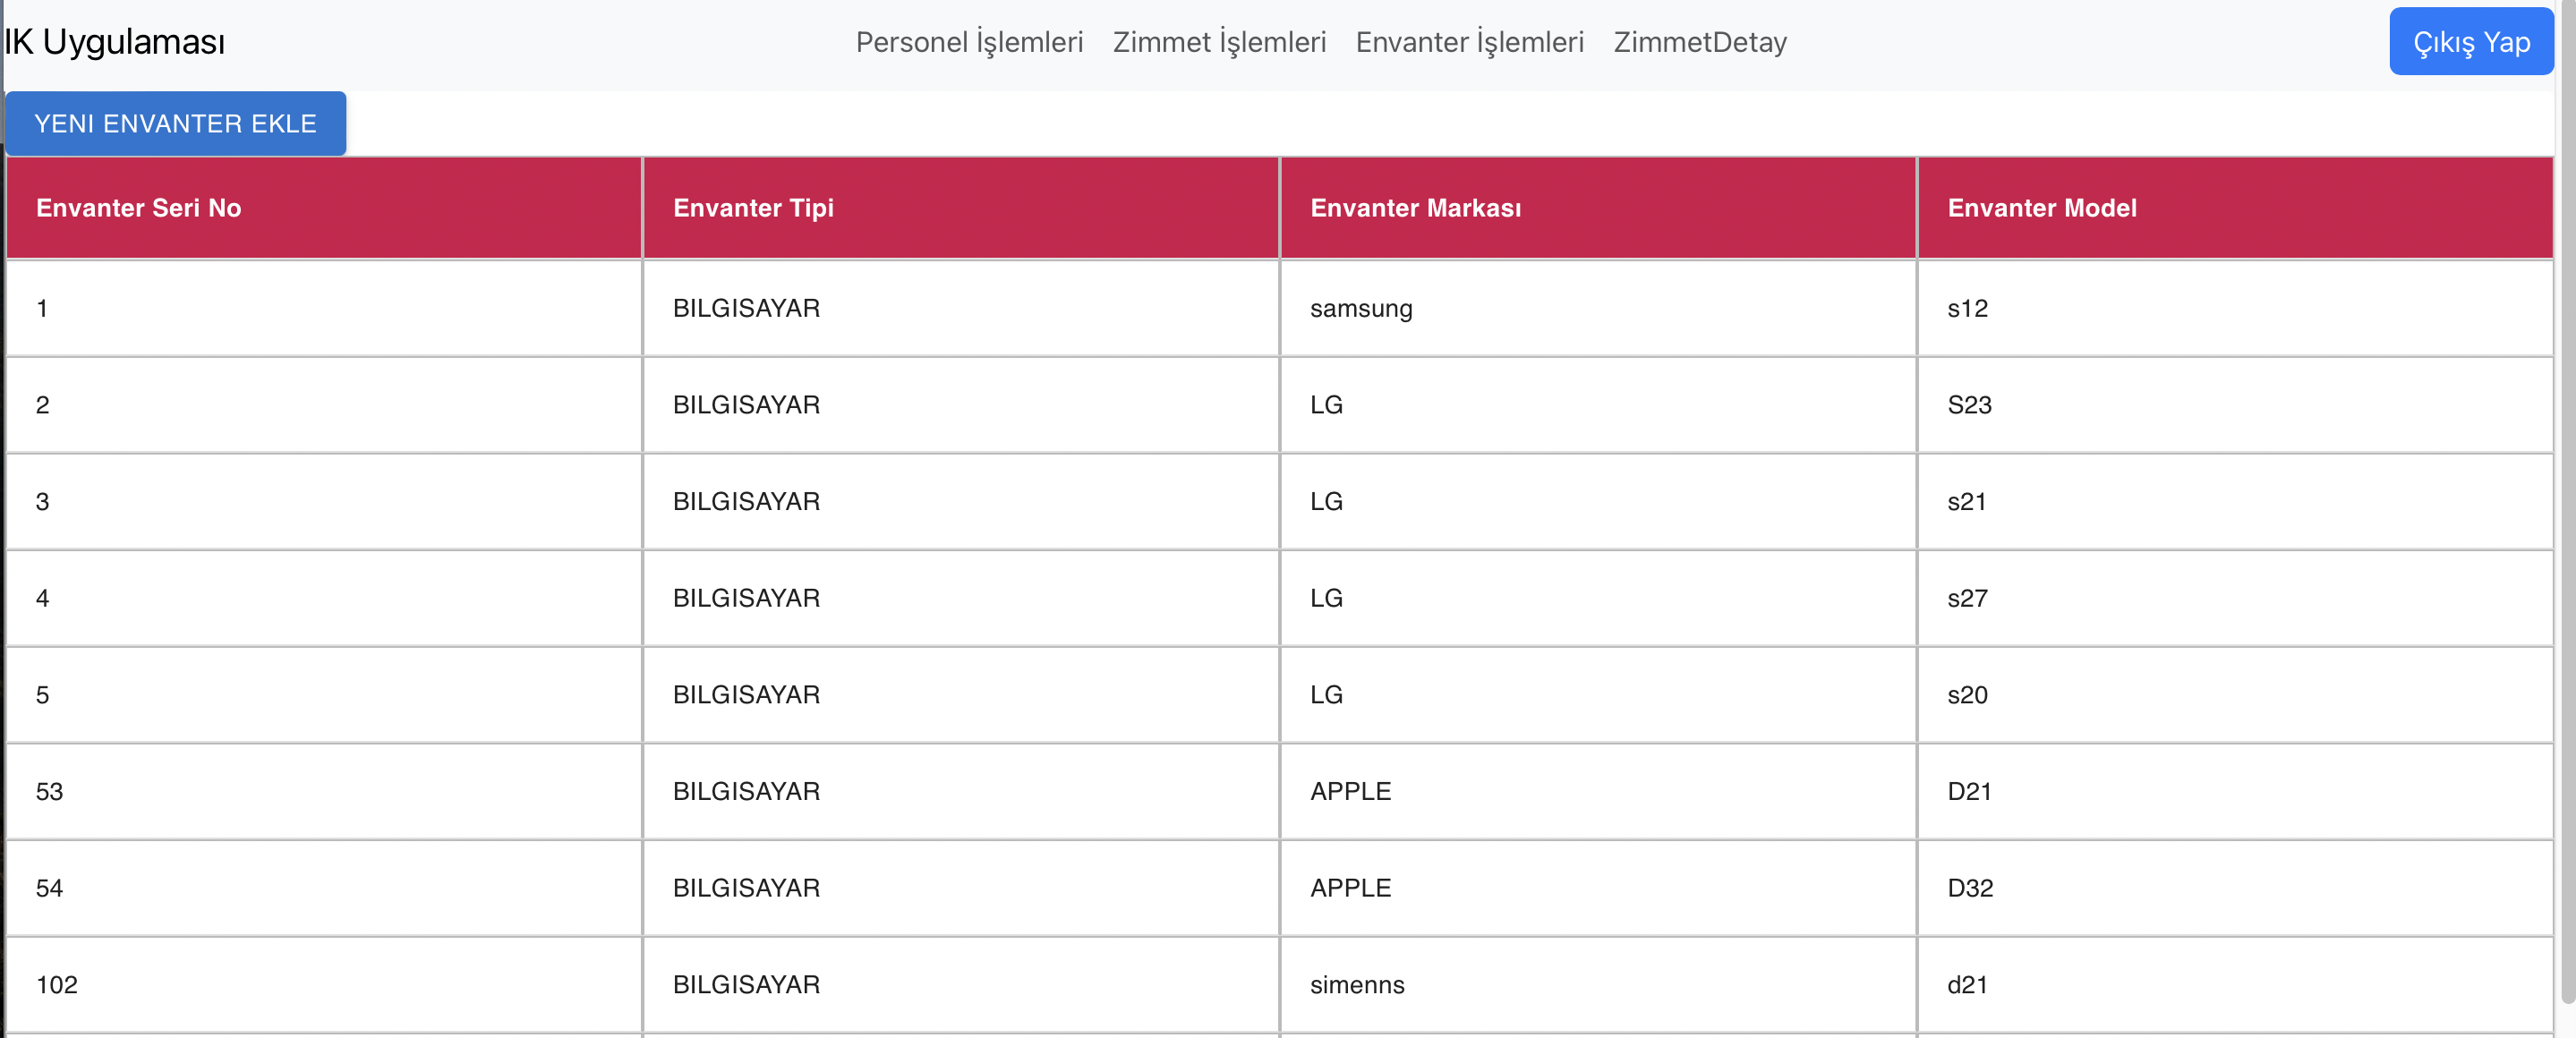 IK Uygulaması Personel İşlemleri Zimmet İşlemleri Envanter İşlemleri ZimmetDetay Çıkış Yap
YENI ENVANTER EKLE
Envanter Seri No Envanter Tipi Envanter Markası Envanter Model
1 BILGISAYAR samsung s12
2 BILGISAYAR LG S23
3 BILGISAYAR LG s21
4 BILGISAYAR LG s27
5 BILGISAYAR LG s20
53 BILGISAYAR APPLE D21
54 BILGISAYAR APPLE D32
102 BILGISAYAR simenns d21